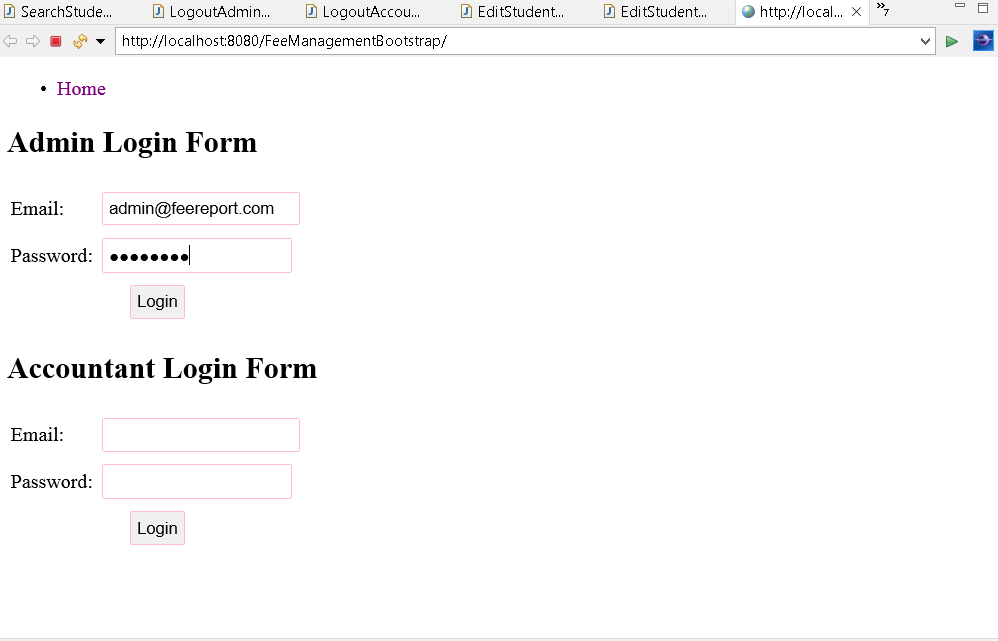 SearchStude... LogoutAdmin... LogoutAccou... EditStudent... EditStudent... http://local... 7
http://localhost:8080/FeeManagementBootstrap/
• Home
Admin Login Form
Email: admin@feereport.com
Password: ●●●●●●●●
Login
Accountant Login Form
Email:
Password:
Login